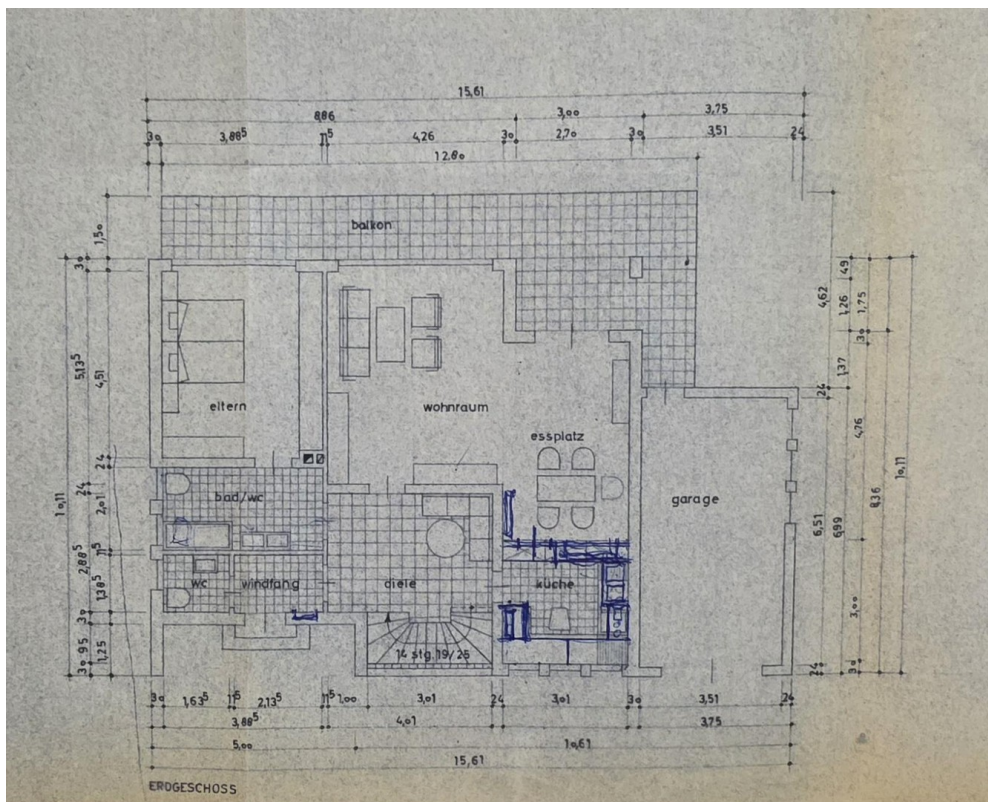 15,61
8,86 3,00 3,75
30 3,88⁵ 11⁵ 4,26 30 2,70 30 3,51 24
12,80
balkon
1,50
30
49
4,62
1,26
1,75
30
1,37
24
5,13⁵
4,51
eltern
wohnraum
essplatz
garage
4,76
10,11
24
24
bad/wc
2,01
10,11
8,36
6,51
6,99
2,88⁵
11⁵
1,38⁵
wc windfang diele küche
30
3,00
14 stg. 19/25
95
1,25
30
24
30
30 1,63⁵ 11⁵ 2,13⁵ 11⁵ 1,00 3,01 24 3,01 30 3,51 24
3,88⁵ 4,01 3,75
5,00 10,61
15,61
ERDGESCHOSS